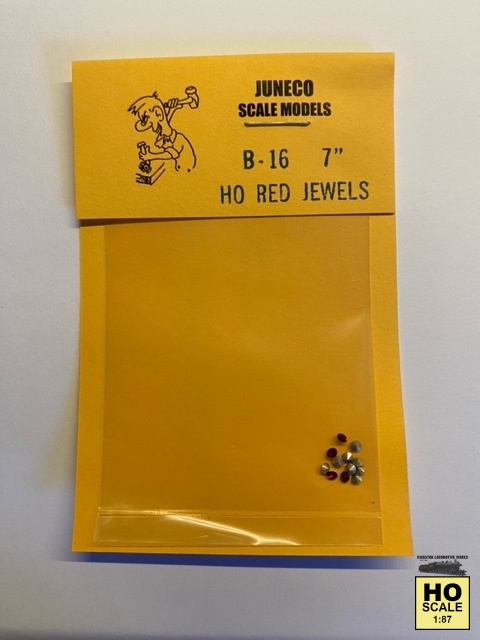 JUNECO
SCALE MODELS
B-16 7"
HO RED JEWELS
HO
SCALE
1:87